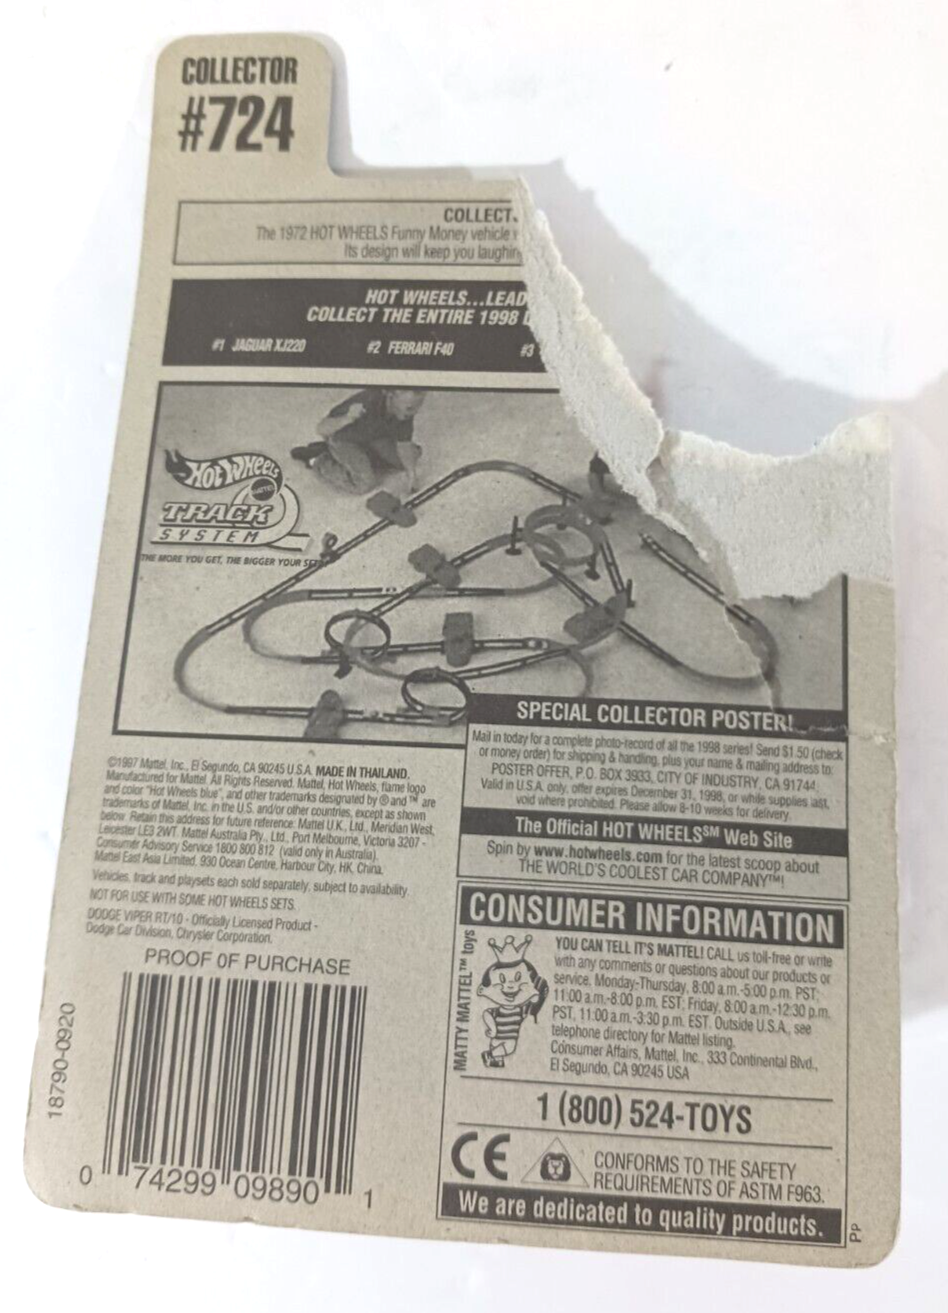 COLLECTOR
#724
COLLECT
The 1972 HOT WHEELS Funny Money vehicle
Its design will keep you laughin
HOT WHEELS...LEAD
COLLECT THE ENTIRE 1998
#1 JAGUAR XJ220 #2 FERRARI F40 #3
HOT WHEELS
MATTEL
TRACK
SYSTEM
THE MORE YOU GET, THE BIGGER YOUR SET
SPECIAL COLLECTOR POSTER!
Mail in today for a complete photo-record of all the 1998 series! Send $1.50 (check
or money order) for shipping & handling, plus your name & mailing address to:
POSTER OFFER, P.O. BOX 3933, CITY OF INDUSTRY, CA 91744
Valid in U.S.A. only, offer expires December 31, 1998, or while supplies last,
void where prohibited. Please allow 8-10 weeks for delivery.
The Official HOT WHEELS℠ Web Site
Spin by www.hotwheels.com for the latest scoop about
THE WORLD'S COOLEST CAR COMPANY™!
©1997 Mattel, Inc., El Segundo, CA 90245 U.S.A. MADE IN THAILAND.
Manufactured for Mattel. All Rights Reserved. Mattel, Hot Wheels, flame logo
and color "Hot Wheels blue", and other trademarks designated by ® and ™ are
trademarks of Mattel, Inc. in the U.S. and/or other countries, except as shown
below. Retain this address for future reference: Mattel U.K., Ltd., Meridian West,
Leicester LE3 2WT. Mattel Australia Pty., Ltd., Port Melbourne, Victoria 3207 -
Consumer Advisory Service 1800 800 812 (valid only in Australia).
Mattel East Asia Limited, 930 Ocean Centre, Harbour City, HK, China.
Vehicles, track and playsets each sold separately, subject to availability.
NOT FOR USE WITH SOME HOT WHEELS SETS.
DODGE VIPER RT/10 - Officially Licensed Product -
Dodge Car Division, Chrysler Corporation.
PROOF OF PURCHASE
18790-0920
0 74299 09890 1
CONSUMER INFORMATION
MATTY MATTEL™ toys
YOU CAN TELL IT'S MATTEL! CALL us toll-free or write
with any comments or questions about our products or
service, Monday-Thursday, 8:00 a.m.-5:00 p.m. PST;
11:00 a.m.-8:00 p.m. EST: Friday, 8:00 a.m.-12:30 p.m.
PST, 11:00 a.m.-3:30 p.m. EST. Outside U.S.A., see
telephone directory for Mattel listing.
Consumer Affairs, Mattel, Inc., 333 Continental Blvd.,
El Segundo, CA 90245 USA
1 (800) 524-TOYS
CE
CONFORMS TO THE SAFETY
REQUIREMENTS OF ASTM F963.
We are dedicated to quality products.
PP